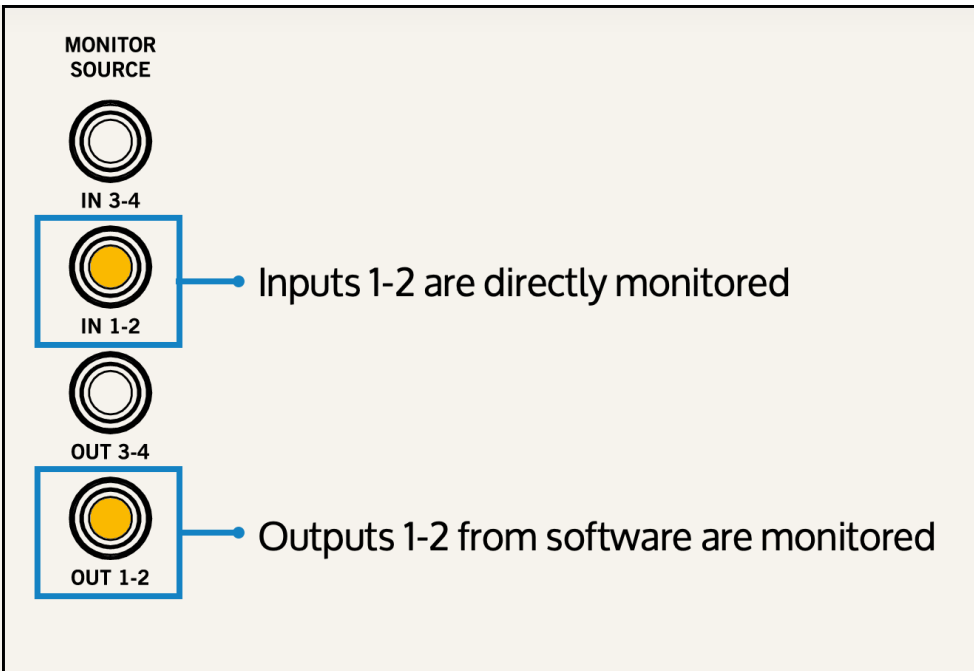 MONITOR
SOURCE
IN 3-4
IN 1-2
Inputs 1-2 are directly monitored
OUT 3-4
OUT 1-2
Outputs 1-2 from software are monitored